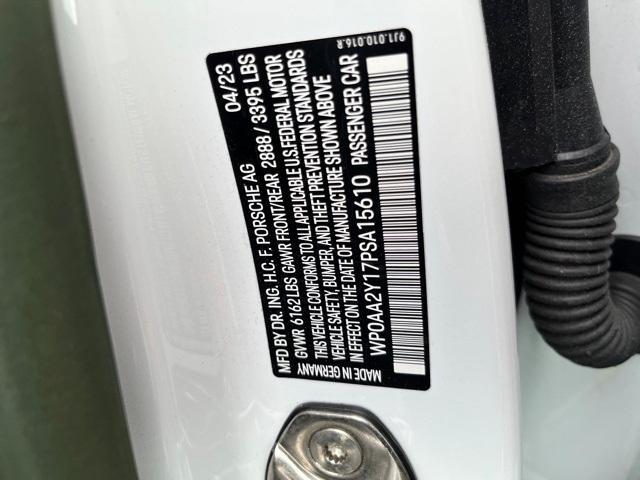 9J1.010.016.R
MFD BY DR. ING. H.C. F. PORSCHE AG 04/23
GVWR 6162 LBS GAWR FRONT/REAR 2888 / 3395 LBS
THIS VEHICLE CONFORMS TO ALL APPLICABLE U.S. FEDERAL MOTOR
VEHICLE SAFETY, BUMPER, AND THEFT PREVENTION STANDARDS
IN EFFECT ON THE DATE OF MANUFACTURE SHOWN ABOVE
WP0AA2Y17PSA15610 PASSENGER CAR
MADE IN GERMANY